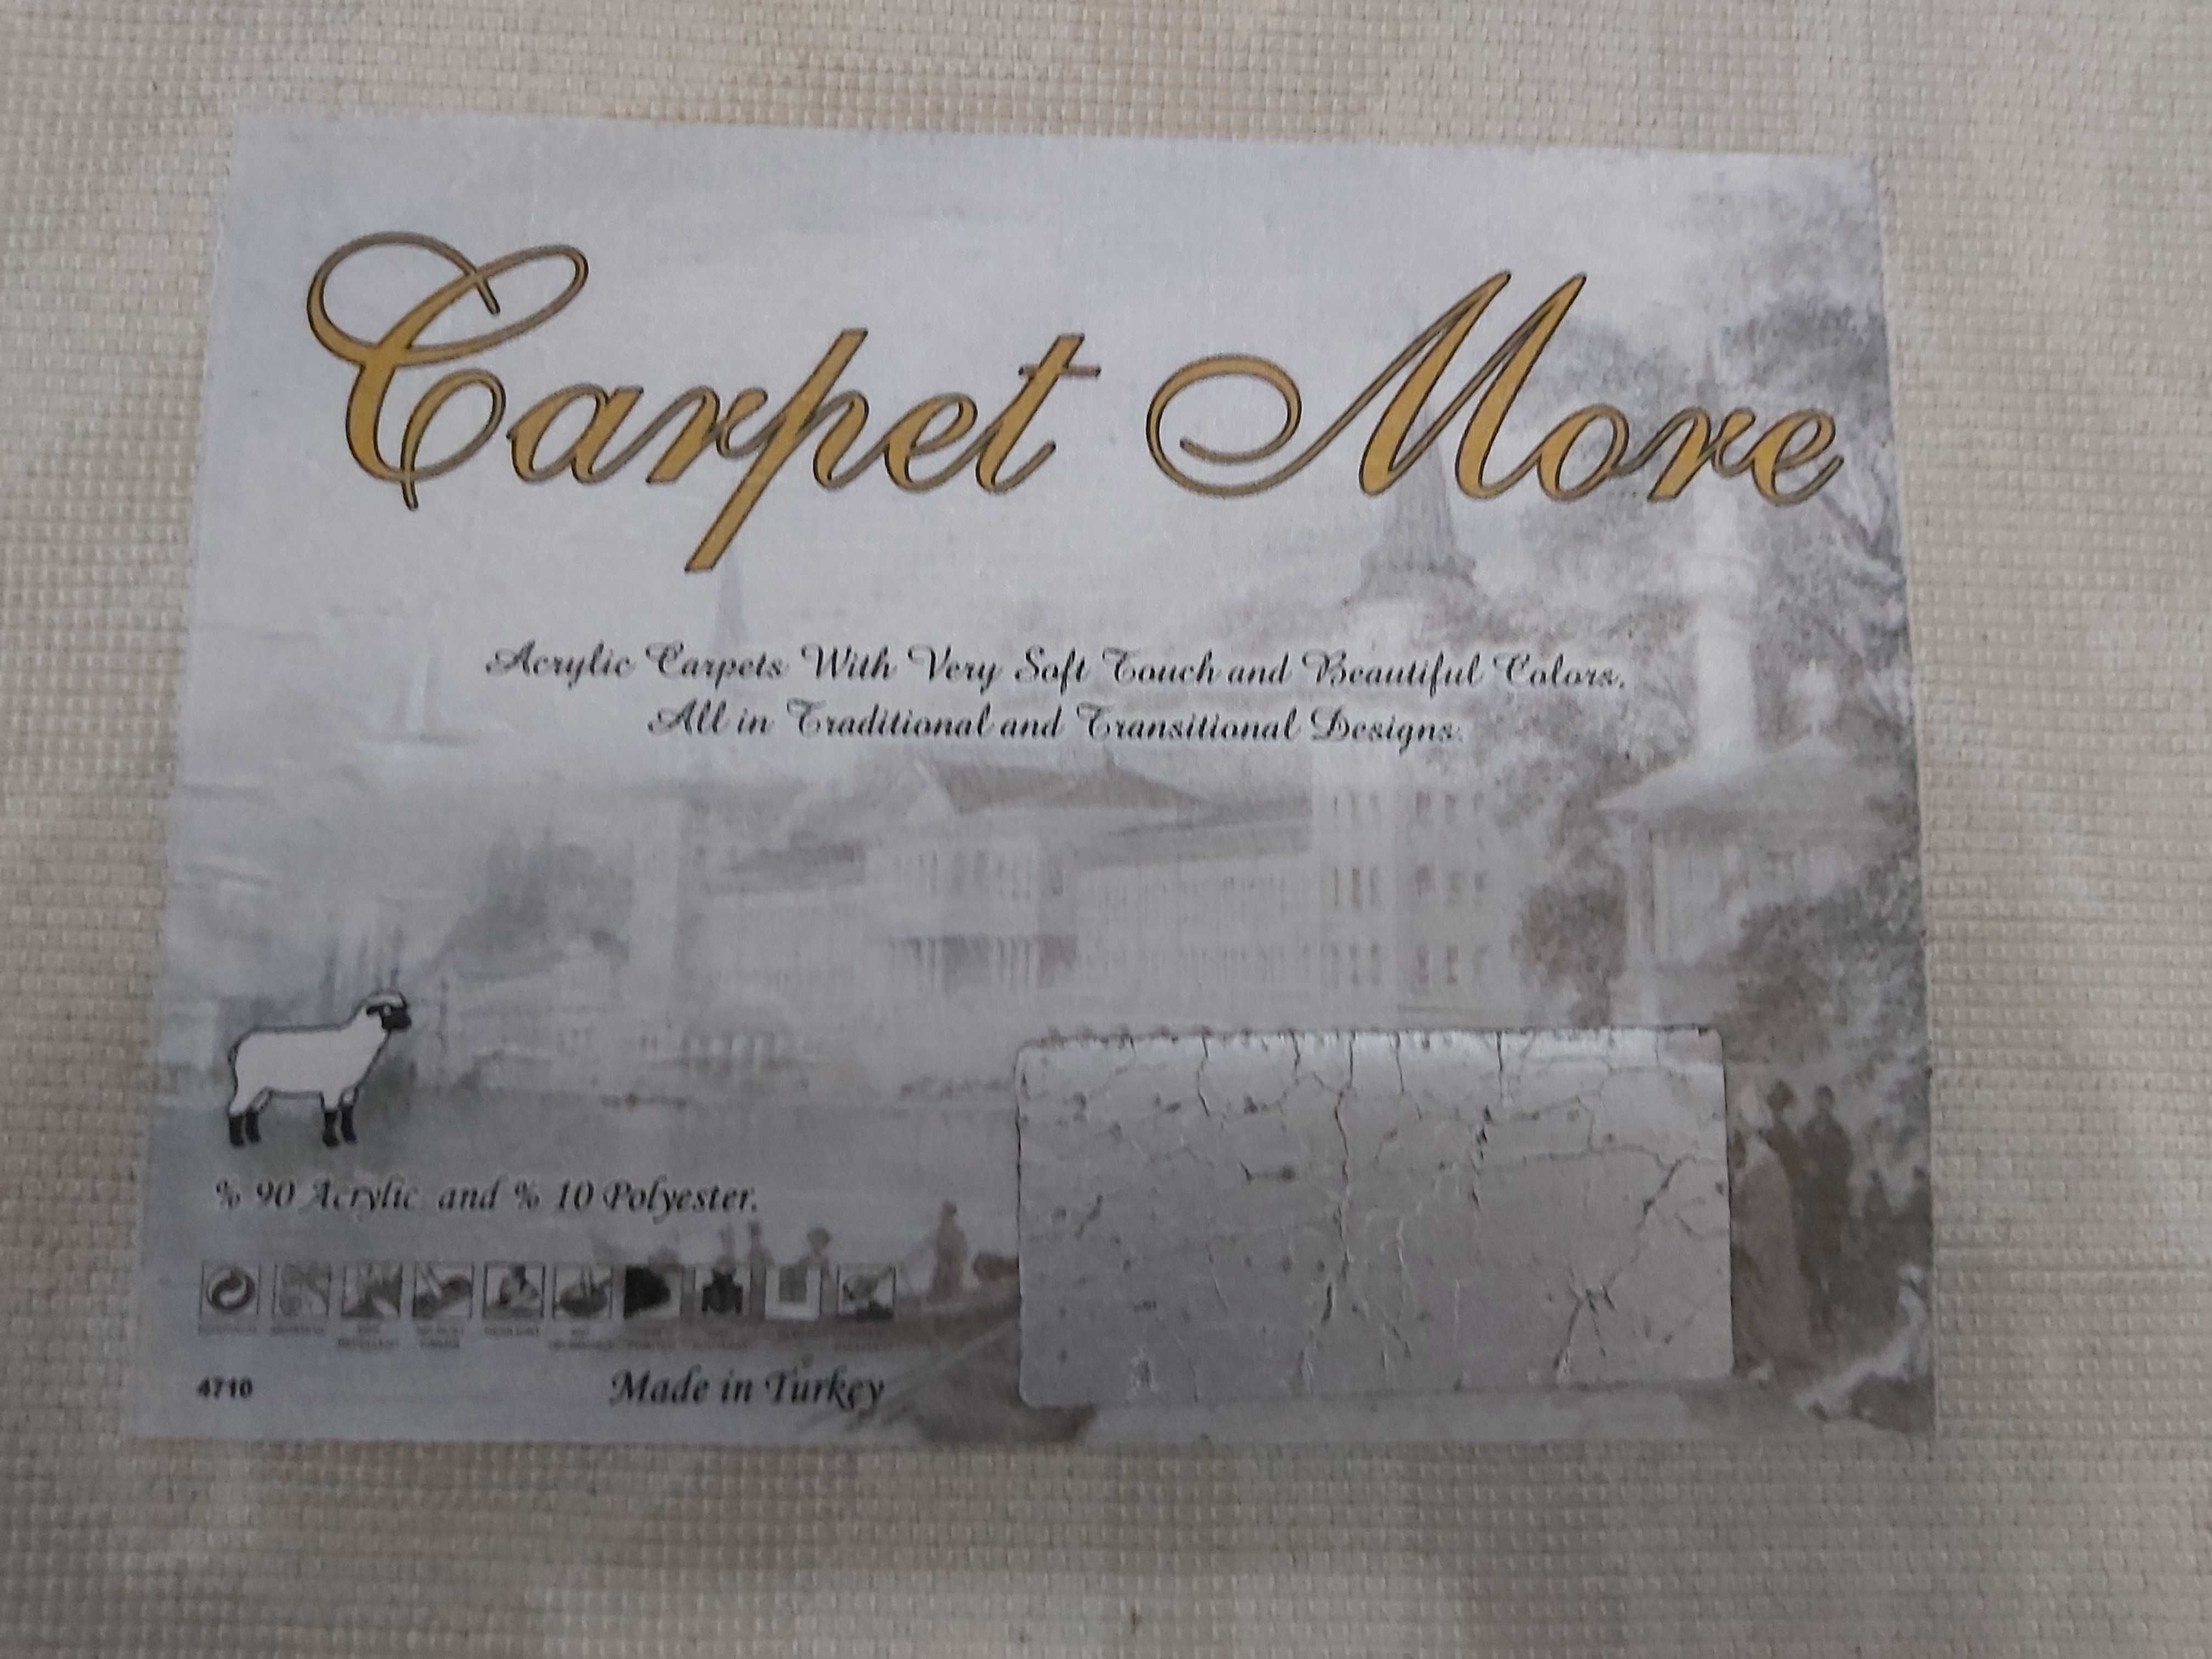 Carpet More
Acrylic Carpets With Very Soft Touch and Beautiful Colors.
All in Traditional and Transitional Designs.
% 90 Acrylic and % 10 Polyester.
4710
Made in Turkey